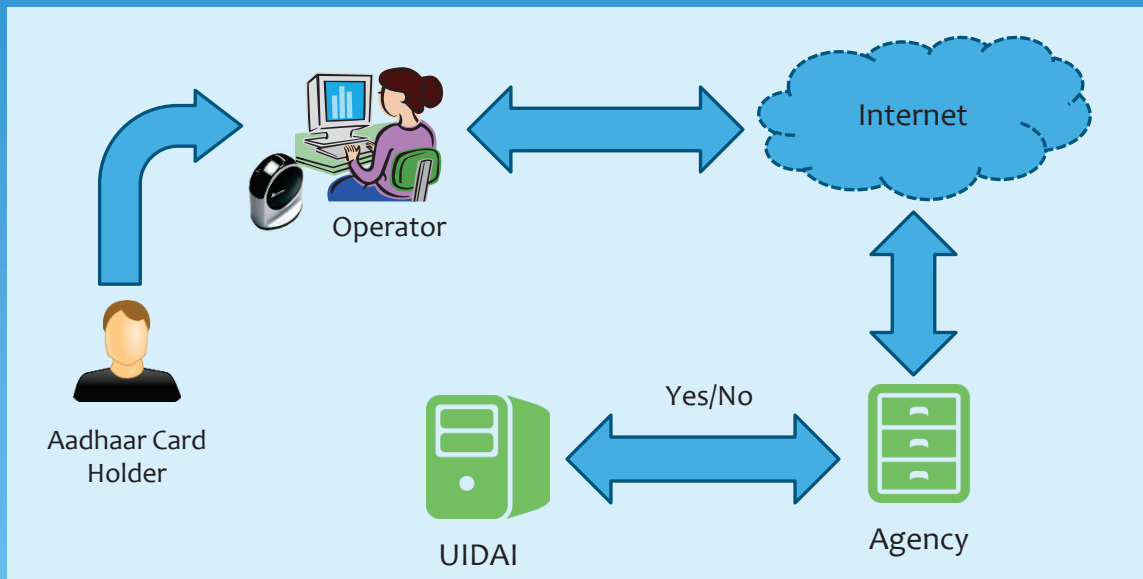 Internet
Operator
Yes/No
Aadhaar Card
Holder
UIDAI
Agency